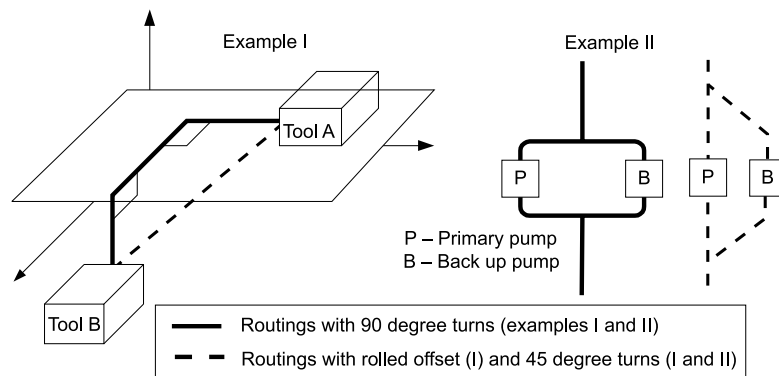 Example I
Example II
Tool A
Tool B
P
B
P
B
P – Primary pump
B – Back up pump
Routings with 90 degree turns (examples I and II)
Routings with rolled offset (I) and 45 degree turns (I and II)